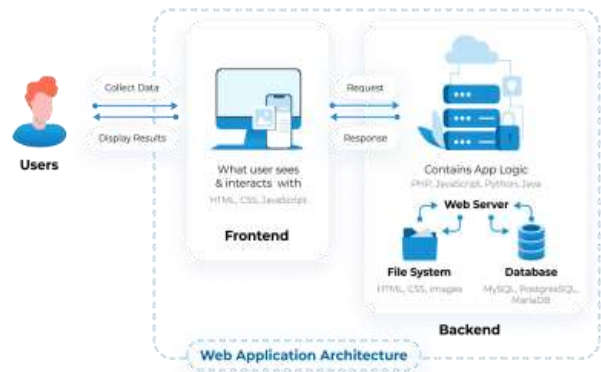 Collect Data
Display Results
Users
What user sees
& interacts with
HTML, CSS, JavaScript
Frontend
Request
Response
Contains App Logic
PHP, JavaScript, Python, Java
Web Server
File System
HTML, CSS, images
Database
MySQL, PostgreSQL,
MariaDB
Backend
Web Application Architecture